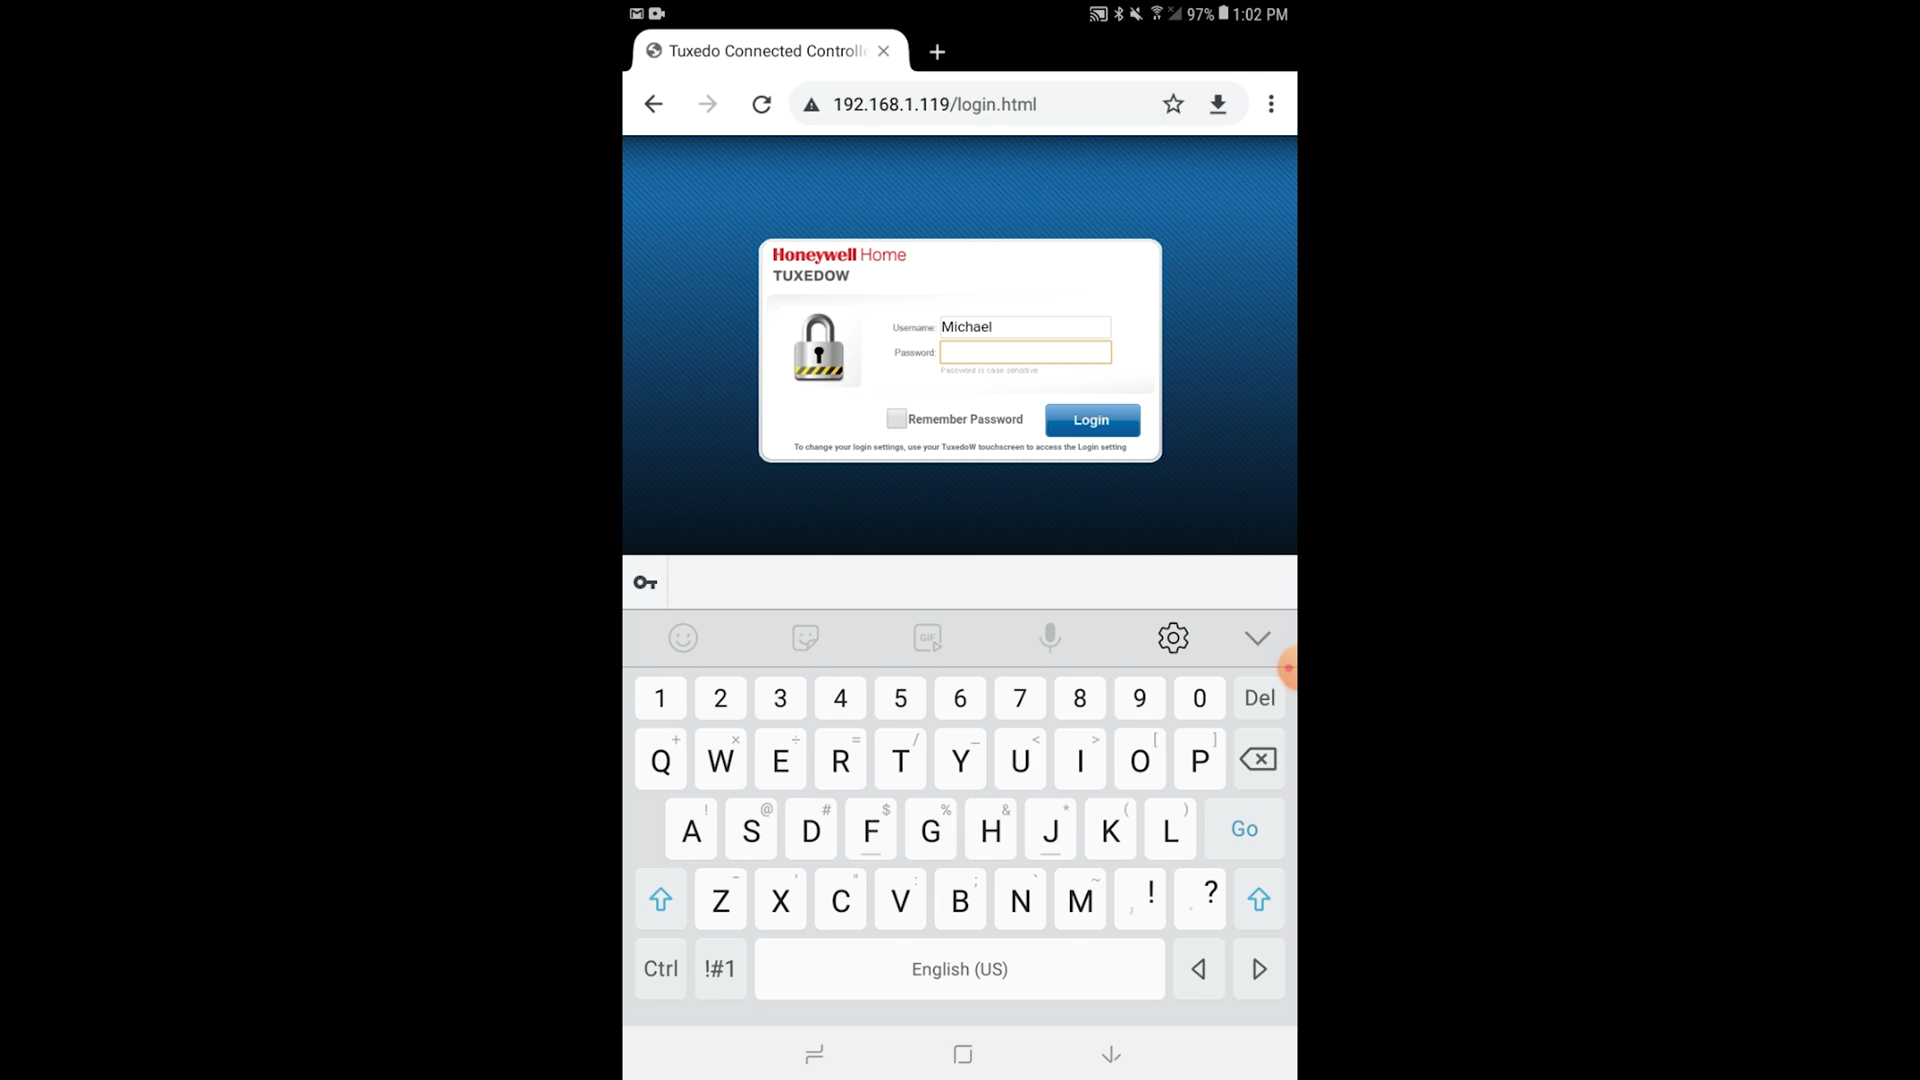 97% 1:02 PM
Tuxedo Connected Controlle
192.168.1.119/login.html
Honeywell Home
TUXEDOW
Username: Michael
Password:
Password is case sensitive
Remember Password Login
To change your login settings, use your TuxedoW touchscreen to access the Login setting
GIF
1 2 3 4 5 6 7 8 9 0 Del
+ × ÷ = / _ < > [ ]
Q W E R T Y U I O P
! @ # $ % & * ( )
A S D F G H J K L Go
- ' " : ; ` ~
Z X C V B N M , ! . ?
Ctrl !#1 English (US)